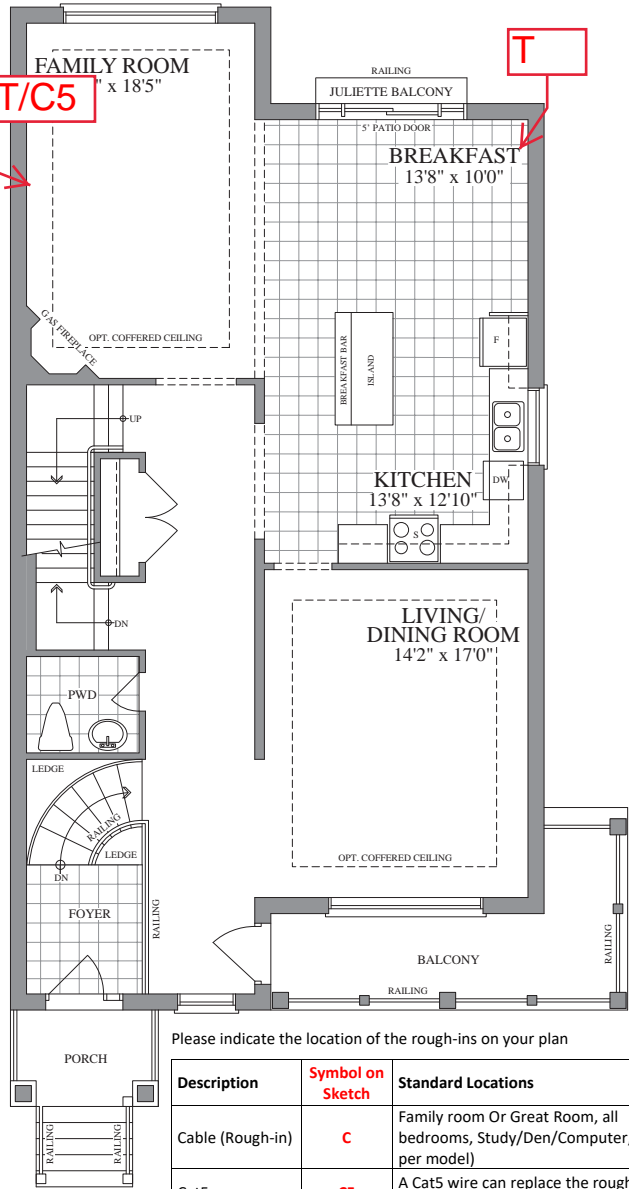 FAMILY ROOM
" x 18'5"
T/C5
T
RAILING
JULIETTE BALCONY
5' PATIO DOOR
BREAKFAST
13'8" x 10'0"
GAS FIREPLACE
OPT. COFFERED CEILING
BREAKFAST BAR
ISLAND
F
UP
KITCHEN
13'8" x 12'10"
DW
S
DN
LIVING/
DINING ROOM
14'2" x 17'0"
PWD
LEDGE
RAILING
LEDGE
DN
OPT. COFFERED CEILING
FOYER
RAILING
BALCONY
RAILING
RAILING
PORCH
RAILING
RAILING
Please indicate the location of the rough-ins on your plan
Description
Symbol on
Sketch
Standard Locations
Cable (Rough-in)
C
Family room Or Great Room, all
bedrooms, Study/Den/Computer,
per model)
A Cat5 wire can replace the rough